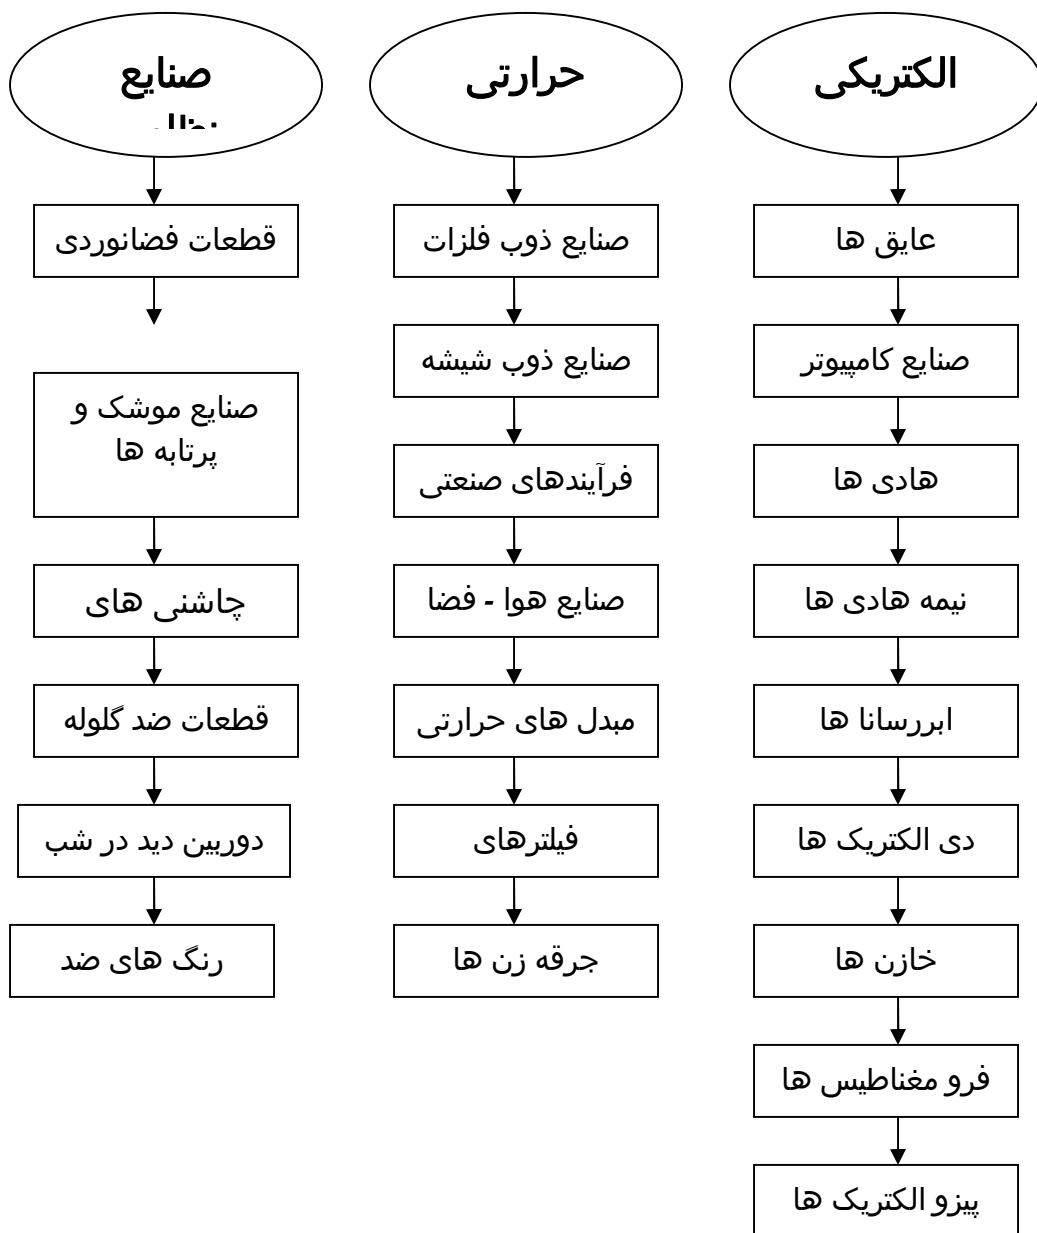 الکتریکی
عایق ها
صنایع کامپیوتر
هادی ها
نیمه هادی ها
ابررسانا ها
دی الکتریک ها
خازن ها
فرو مغناطیس ها
پیزو الکتریک ها
حرارتی
صنایع ذوب فلزات
صنایع ذوب شیشه
فرآیندهای صنعتی
صنایع هوا - فضا
مبدل های حرارتی
فیلترهای
جرقه زن ها
صنایع
قطعات فضانوردی
صنایع موشک و
پرتابه ها
چاشنی های
قطعات ضد گلوله
دوربین دید در شب
رنگ های ضد